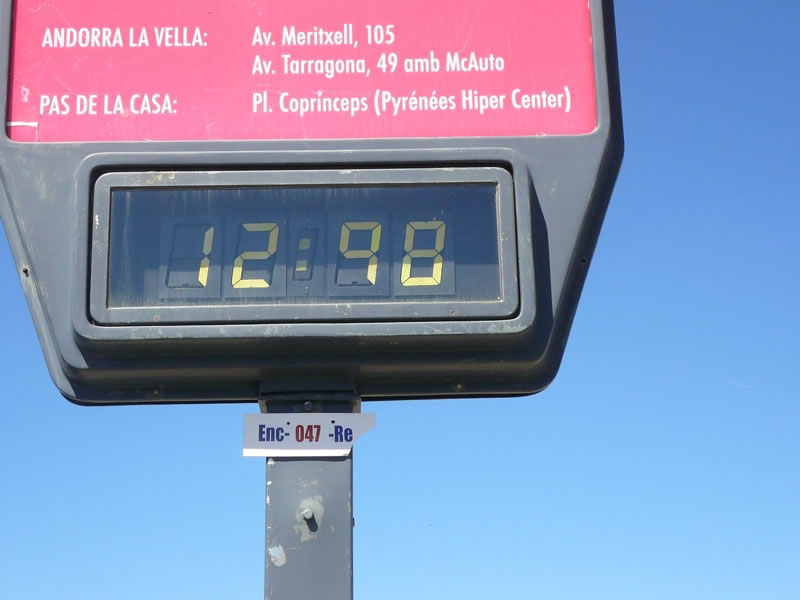 ANDORRA LA VELLA: Av. Meritxell, 105
Av. Tarragona, 49 amb McAuto
PAS DE LA CASA: Pl. Coprínceps (Pyrénées Hiper Center)
12:98
Enc- 047 -Re